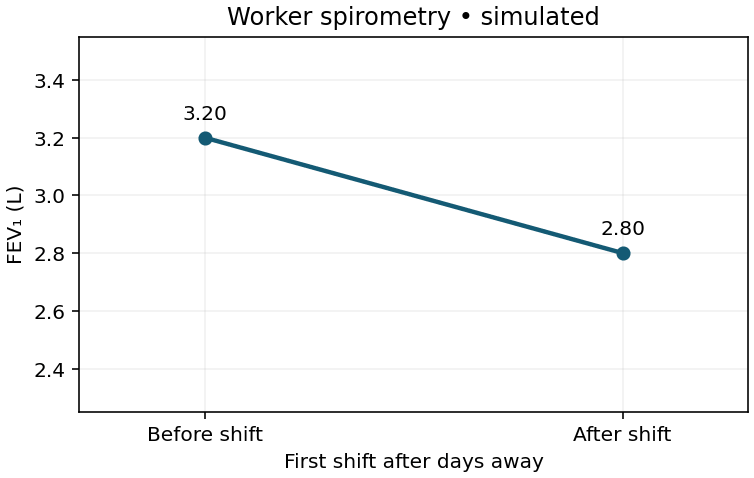 Worker spirometry • simulated
FEV₁ (L)
3.4
3.2
3.0
2.8
2.6
2.4
3.20
2.80
Before shift
After shift
First shift after days away